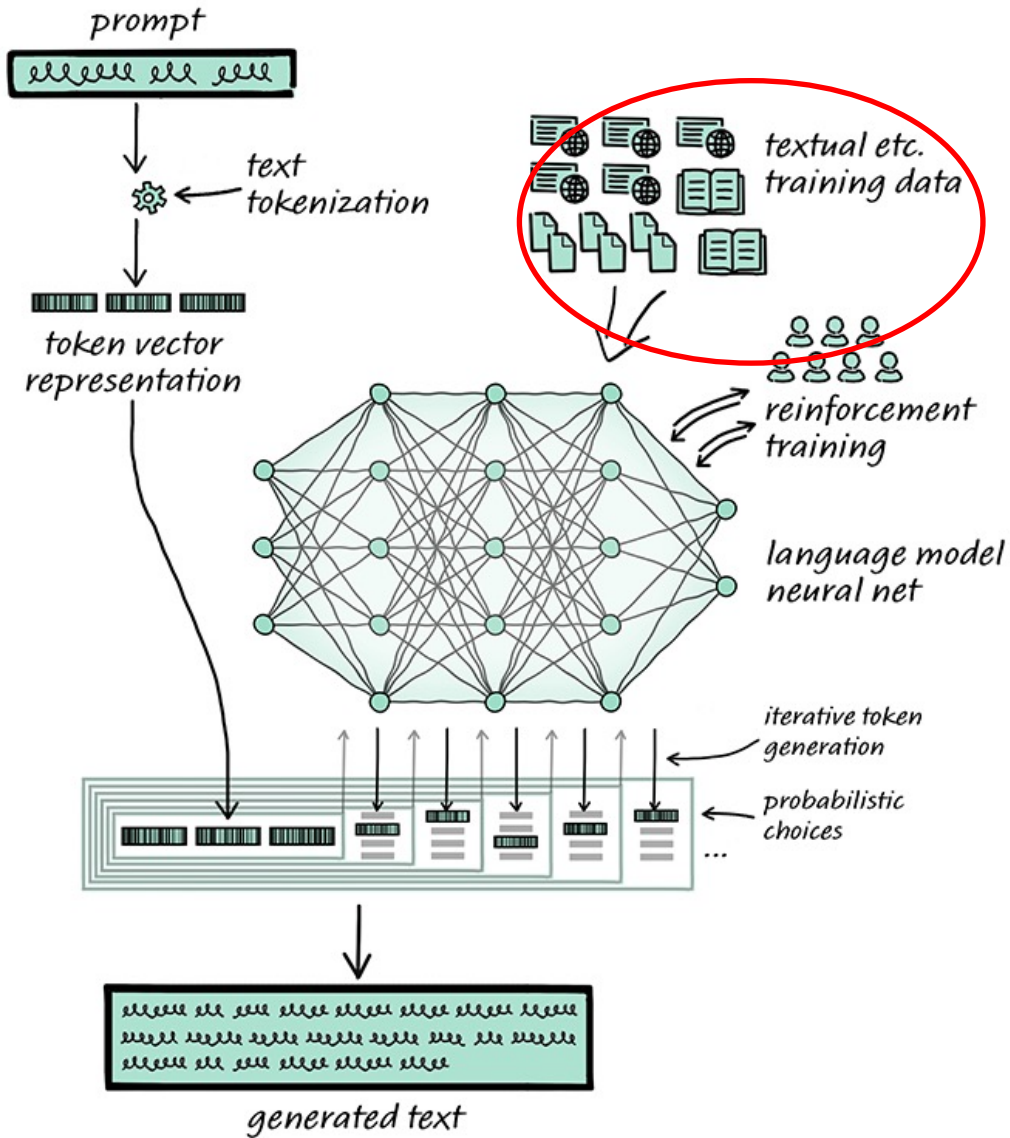 prompt
text
tokenization
token vector
representation
textual etc.
training data
reinforcement
training
language model
neural net
iterative token
generation
probabilistic
choices
...
generated text